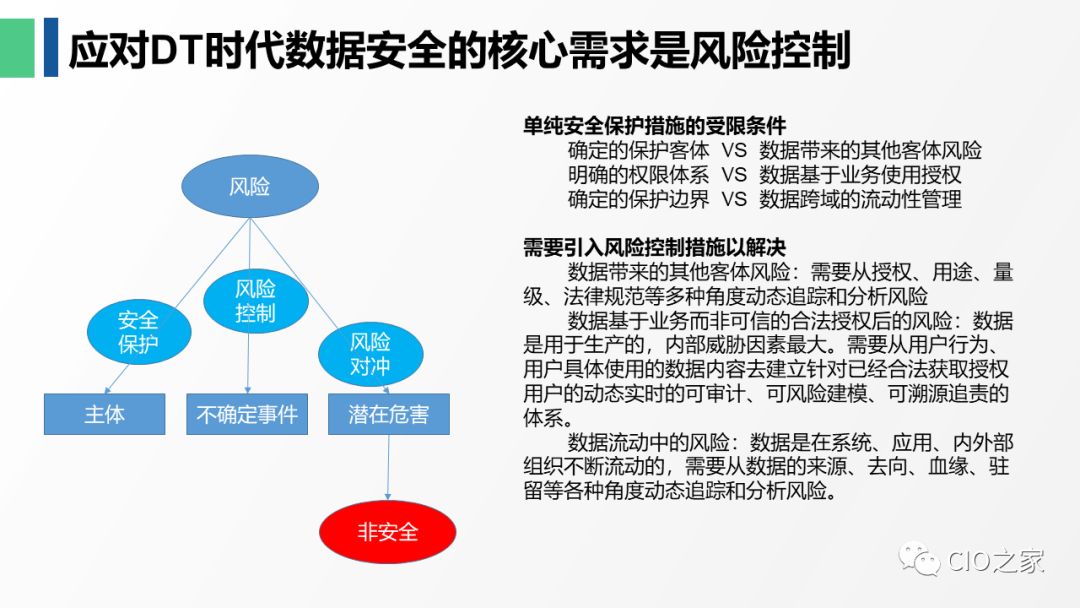 应对DT时代数据安全的核心需求是风险控制
风险
安全
保护
风险
控制
风险
对冲
主体
不确定事件
潜在危害
非安全
单纯安全保护措施的受限条件
确定的保护客体 VS 数据带来的其他客体风险
明确的权限体系 VS 数据基于业务使用授权
确定的保护边界 VS 数据跨域的流动性管理
需要引入风险控制措施以解决
数据带来的其他客体风险：需要从授权、用途、量
级、法律规范等多种角度动态追踪和分析风险
数据基于业务而非可信的合法授权后的风险：数据
是用于生产的，内部威胁因素最大。需要从用户行为、
用户具体使用的数据内容去建立针对已经合法获取授权
用户的动态实时的可审计、可风险建模、可溯源追责的
体系。
数据流动中的风险：数据是在系统、应用、内外部
组织不断流动的，需要从数据的来源、去向、血缘、驻
留等各种角度动态追踪和分析风险。
CIO之家